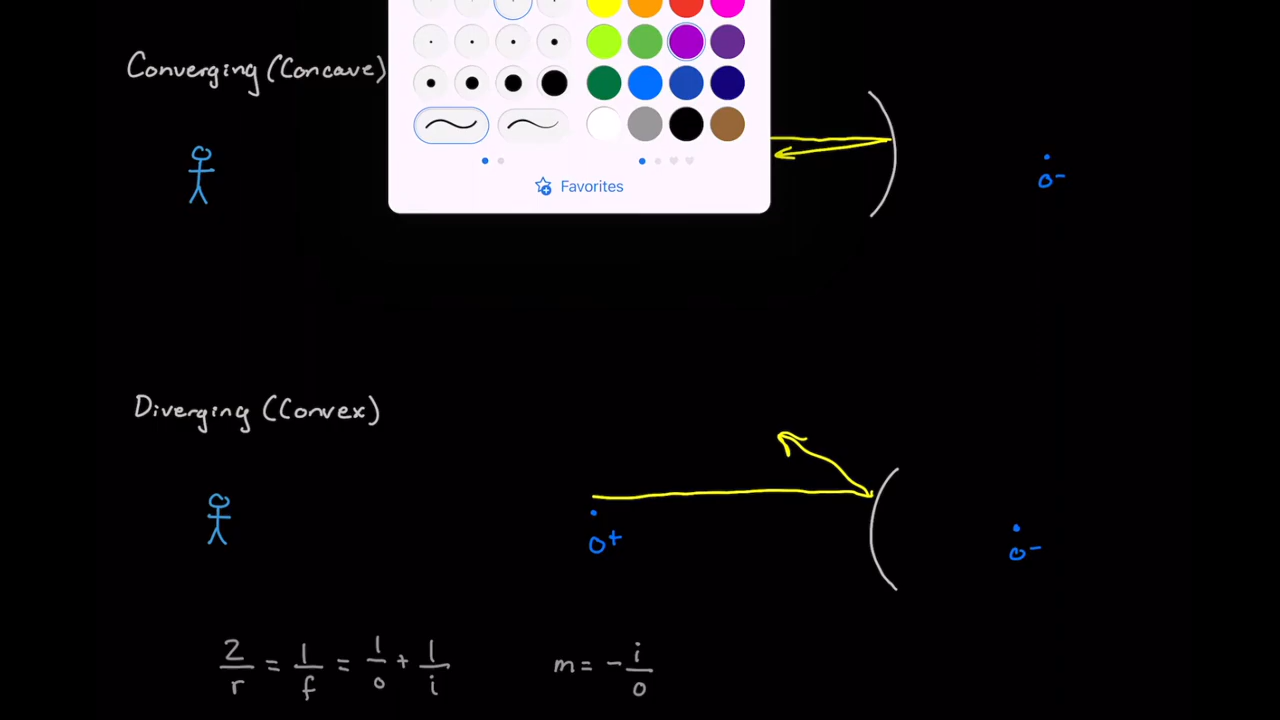 Converging (Concave)
Favorites
o-
Diverging (Convex)
o+
o-
2/r = 1/f = 1/o + 1/i
m = - i/o